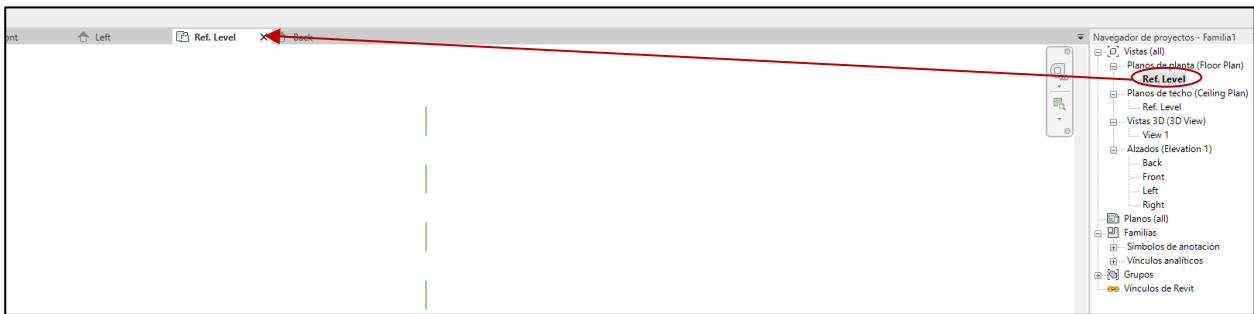 ont Left Ref. Level Back
Navegador de proyectos - Familia1
Vistas (all)
Planos de planta (Floor Plan)
Ref. Level
Planos de techo (Ceiling Plan)
Ref. Level
Vistas 3D (3D View)
View 1
Alzados (Elevation 1)
Back
Front
Left
Right
Planos (all)
Familias
Símbolos de anotación
Vínculos analíticos
Grupos
Vínculos de Revit